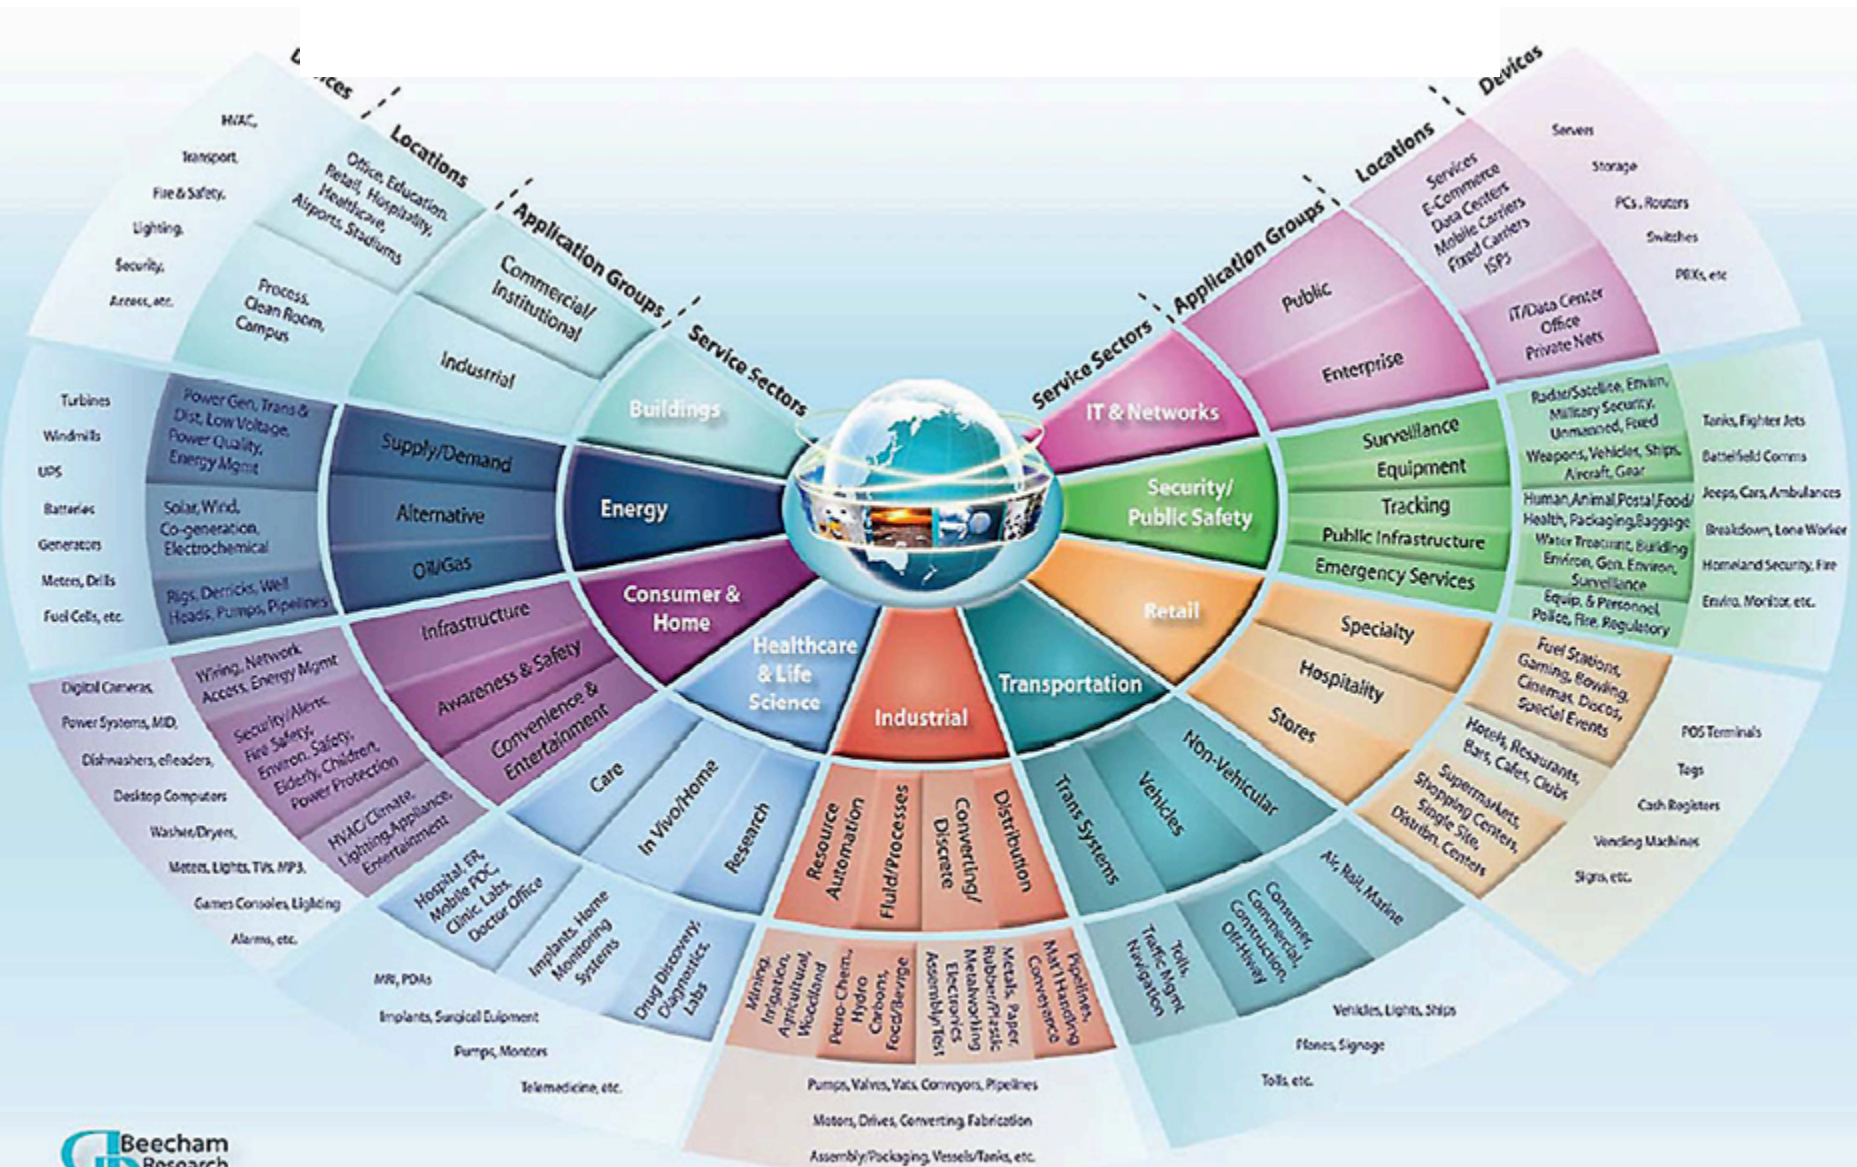 Devices
Locations
Application Groups
Service Sectors
Service Sectors
Application Groups
Locations
Devices
HVAC,
Transport,
Fire & Safety,
Lighting,
Security,
Access, etc.
Office, Education,
Retail, Hospitality,
Healthcare,
Airports, Stadiums
Process,
Clean Room,
Campus
Commercial/
Institutional
Industrial
Buildings
Turbines
Windmills
UPS
Batteries
Generators
Meters, Drills
Fuel Cells, etc.
Power Gen, Trans &
Dist, Low Voltage,
Power Quality,
Energy Mgmt
Solar, Wind,
Co-generation,
Electrochemical
Rigs, Derricks, Well
Heads, Pumps, Pipelines
Supply/Demand
Alternative
Oil/Gas
Energy
Digital Cameras,
Power Systems, MID,
Dishwashers, eReaders,
Desktop Computers
Washer/Dryers,
Meters, Lights, TVs, MP3,
Games Consoles, Lighting
Alarms, etc.
Wiring, Network
Access, Energy Mgmt
Security/Alerts,
Fire Safety,
Environ. Safety,
Elderly, Children,
Power Protection
HVAC/Climate,
Lighting,Appliance,
Entertainment
Infrastructure
Awareness & Safety
Convenience &
Entertainment
Consumer &
Home
MRI, PDAs
Implants, Surgical Euipment
Pumps, Monitors
Telemedicine, etc.
Hospital, ER,
Mobile POC,
Clinic, Labs,
Doctor Office
Implants, Home
Monitoring
Systems
Drug Discovery,
Diagnostics,
Labs
Care
In Vivo/Home
Research
Healthcare
& Life
Science
Industrial
Resource
Automation
Fluid/Processes
Converting/
Discrete
Distribution
Mining,
Irrigation,
Agricultural,
Woodland
Petro-Chem.,
Hydro
Carbons,
Food/Bevrge
Metals, Paper,
Rubber/Plastic
Metalworking
Electronics
Assembly/Test
Pipelines,
Mat'l Handling
Conveyence
Pumps, Valves, Vats, Conveyors, Pipelines
Motors, Drives, Converting, Fabrication
Assembly/Packaging, Vessels/Tanks, etc.
Transportation
Trans Systems
Vehicles
Non-Vehicular
Tolls,
Traffic Mgmt
Navigation
Consumer,
Commercial,
Construction,
Off-Hiway
Air, Rail, Marine
Vehicles, Lights, Ships
Planes, Signage
Tolls, etc.
Retail
Specialty
Hospitality
Stores
Fuel Stations,
Gaming, Bowling,
Cinemas, Discos,
Special Events
Hotels, Resaurants,
Bars, Cafes, Clubs
Supermarkets,
Shopping Centers,
Single Site,
Distribn, Centers
POS Terminals
Tags
Cash Registers
Vending Machines
Signs, etc.
Security/
Public Safety
Surveillance
Equipment
Tracking
Public Infrastructure
Emergency Services
Radar/Satellite, Envirn,
Military Security,
Unmanned, Fixed
Weapons, Vehicles, Ships,
Aircraft, Gear
Human,Animal,Postal,Food/
Health, Packaging,Baggage
Water Treatmnt, Building
Environ, Gen. Environ,
Surveillance
Equip, & Personnel,
Police, Fire, Regulatory
Tanks, Fighter Jets
Battlefield Comms
Jeeps, Cars, Ambulances
Breakdown, Lone Worker
Homeland Security, Fire
Enviro. Monitor, etc.
IT & Networks
Public
Enterprise
Services
E-Commerce
Data Centers
Mobile Carriers
Fixed Carriers
ISPs
IT/Data Center
Office
Private Nets
Servers
Storage
PCs , Routers
Switches
PBXs, etc
Beecham
Research